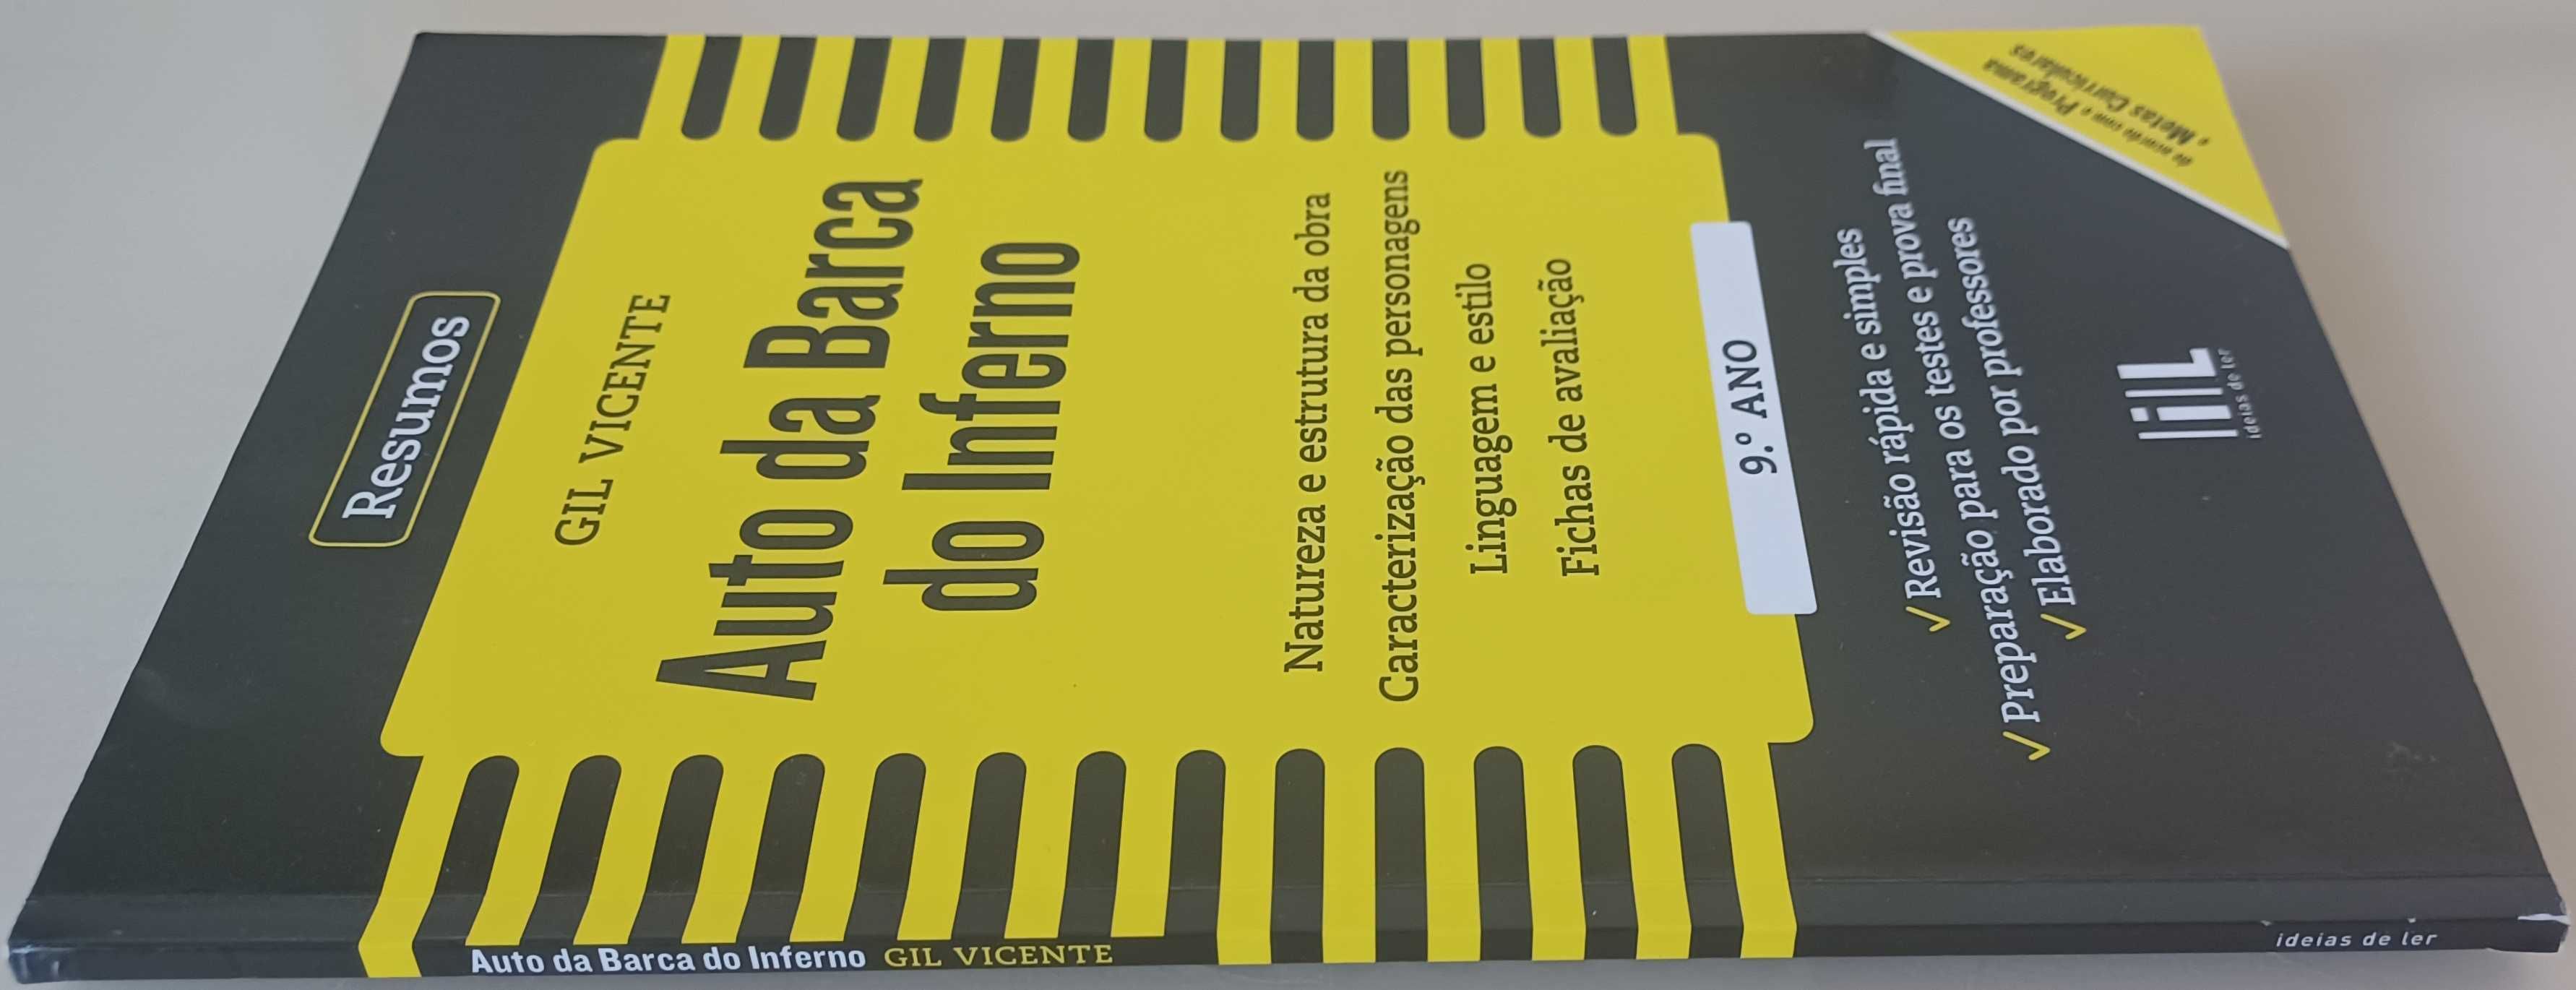 Resumos
GIL VICENTE
Auto da Barca
do Inferno
Natureza e estrutura da obra
Caracterização das personagens
Linguagem e estilo
Fichas de avaliação
9.º ANO
✓ Revisão rápida e simples
✓ Preparação para os testes e prova final
✓ Elaborado por professores
de acordo com o Programa
e Metas Curriculares
liL
ideias de ler
Auto da Barca do Inferno GIL VICENTE
ideias de ler